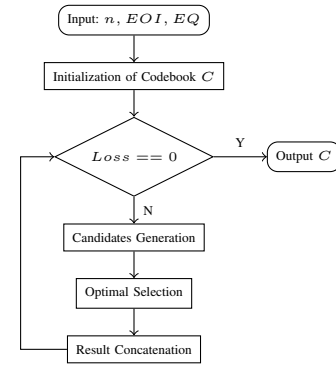 Input: n, EOI, EQ
Initialization of Codebook C
Loss == 0
Y
Output C
N
Candidates Generation
Optimal Selection
Result Concatenation